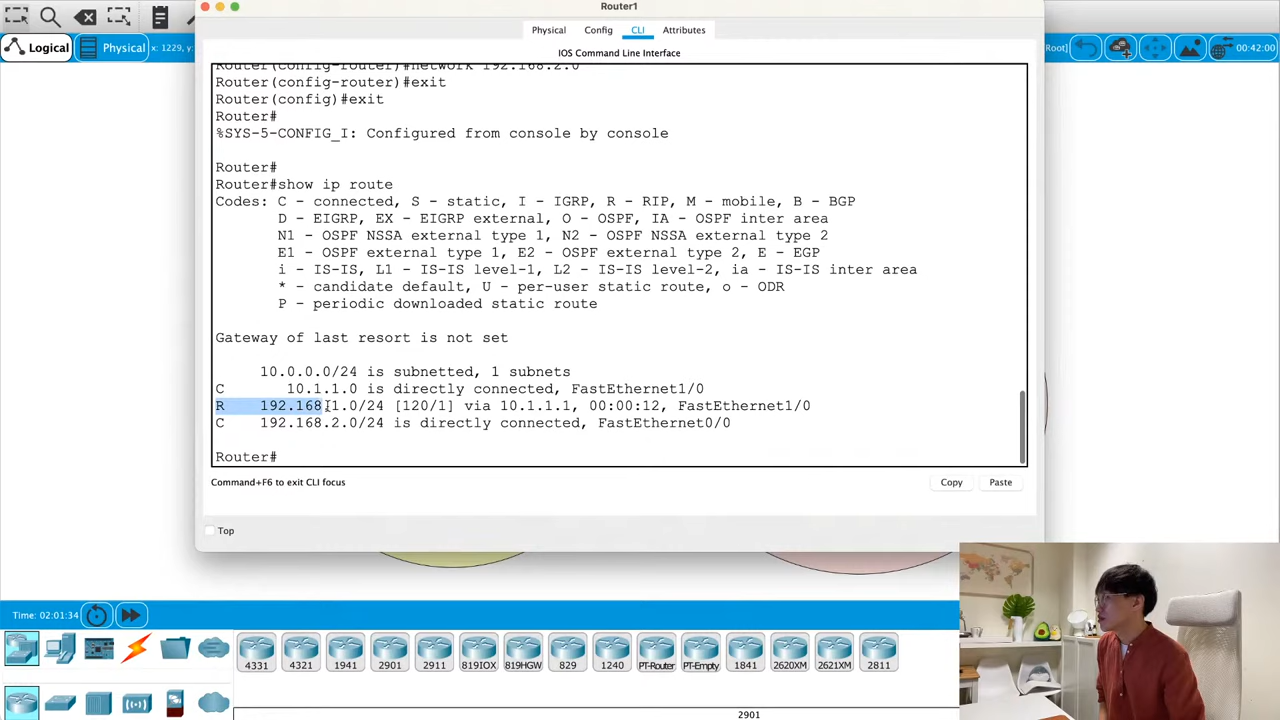 Router1
Logical
Physical
x: 1229, y:
Root]
00:42:00
Physical
Config
CLI
Attributes
IOS Command Line Interface
Router(config-router)#network 192.168.2.0
Router(config-router)#exit
Router(config)#exit
Router#
%SYS-5-CONFIG_I: Configured from console by console
Router#
Router#show ip route
Codes: C - connected, S - static, I - IGRP, R - RIP, M - mobile, B - BGP
D - EIGRP, EX - EIGRP external, O - OSPF, IA - OSPF inter area
N1 - OSPF NSSA external type 1, N2 - OSPF NSSA external type 2
E1 - OSPF external type 1, E2 - OSPF external type 2, E - EGP
i - IS-IS, L1 - IS-IS level-1, L2 - IS-IS level-2, ia - IS-IS inter area
* - candidate default, U - per-user static route, o - ODR
P - periodic downloaded static route
Gateway of last resort is not set
10.0.0.0/24 is subnetted, 1 subnets
C 10.1.1.0 is directly connected, FastEthernet1/0
R 192.168.1.0/24 [120/1] via 10.1.1.1, 00:00:12, FastEthernet1/0
C 192.168.2.0/24 is directly connected, FastEthernet0/0
Router#
Command+F6 to exit CLI focus
Copy
Paste
Top
Time: 02:01:34
4331
4321
1941
2901
2911
819IOX
819HGW
829
1240
PT-Router
PT-Empty
1841
2620XM
2621XM
2811
2901